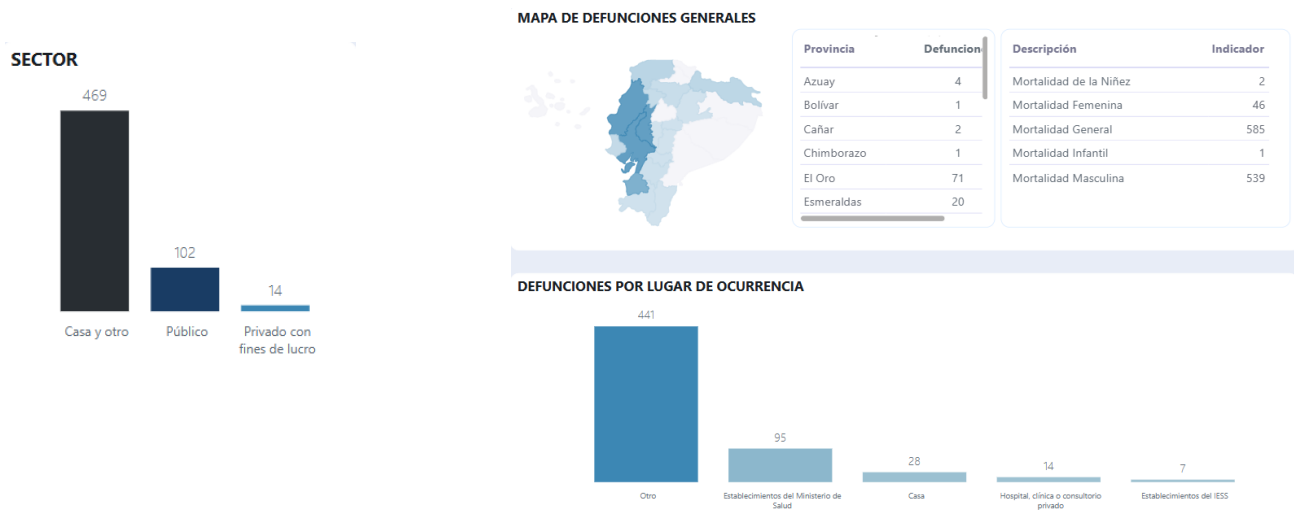 SECTOR
469
102
14
Casa y otro
Público
Privado con
fines de lucro
MAPA DE DEFUNCIONES GENERALES
Provincia Defuncion
Azuay 4
Bolívar 1
Cañar 2
Chimborazo 1
El Oro 71
Esmeraldas 20
Descripción Indicador
Mortalidad de la Niñez 2
Mortalidad Femenina 46
Mortalidad General 585
Mortalidad Infantil 1
Mortalidad Masculina 539
DEFUNCIONES POR LUGAR DE OCURRENCIA
441
95
28
14
7
Otro
Establecimientos del Ministerio de
Salud
Casa
Hospital, clínica o consultorio
privado
Establecimientos del IESS